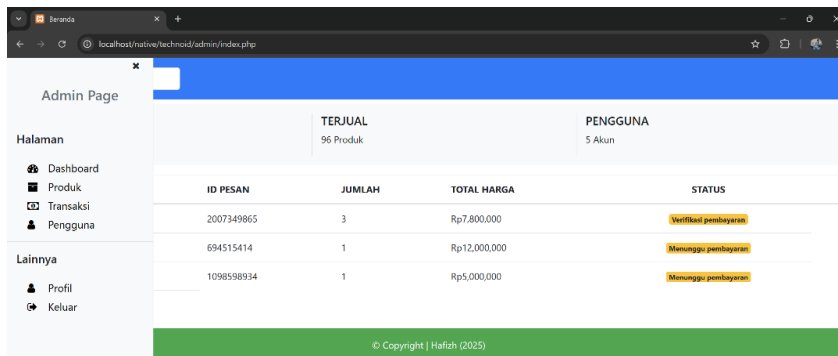 Beranda
localhost/native/technoid/admin/index.php
Admin Page
Halaman
Dashboard
Produk
Transaksi
Pengguna
Lainnya
Profil
Keluar
TERJUAL
96 Produk
PENGGUNA
5 Akun
ID PESAN JUMLAH TOTAL HARGA STATUS
2007349865 3 Rp7,800,000 Verifikasi pembayaran
694515414 1 Rp12,000,000 Menunggu pembayaran
1098598934 1 Rp5,000,000 Menunggu pembayaran
© Copyright | Hafizh (2025)